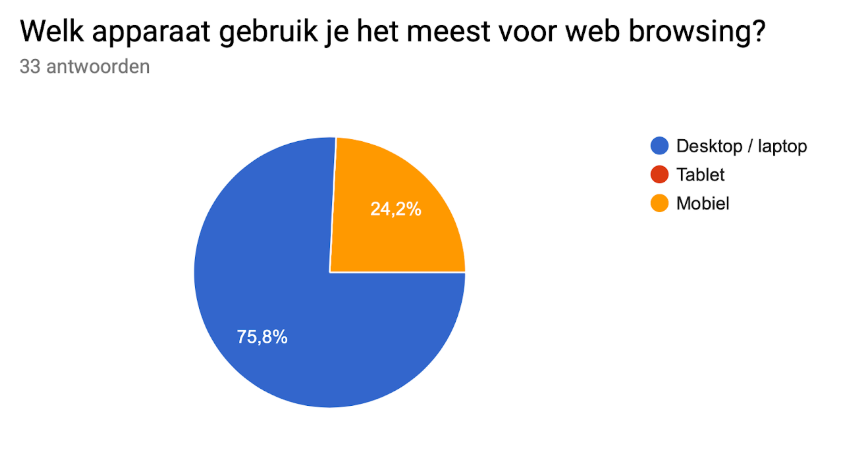 Welk apparaat gebruik je het meest voor web browsing?
33 antwoorden
Desktop / laptop
Tablet
Mobiel
24,2%
75,8%